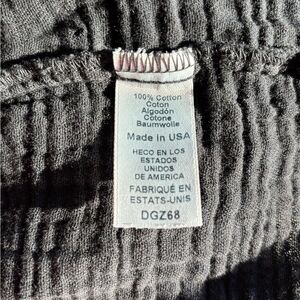 100% Cotton
Coton
Algodón
Cotone
Baumwolle
Made in USA
HECO EN LOS
ESTADOS
UNIDOS
DE AMERICA
FABRIQUÉ EN
ESTATS-UNIS
DGZ68